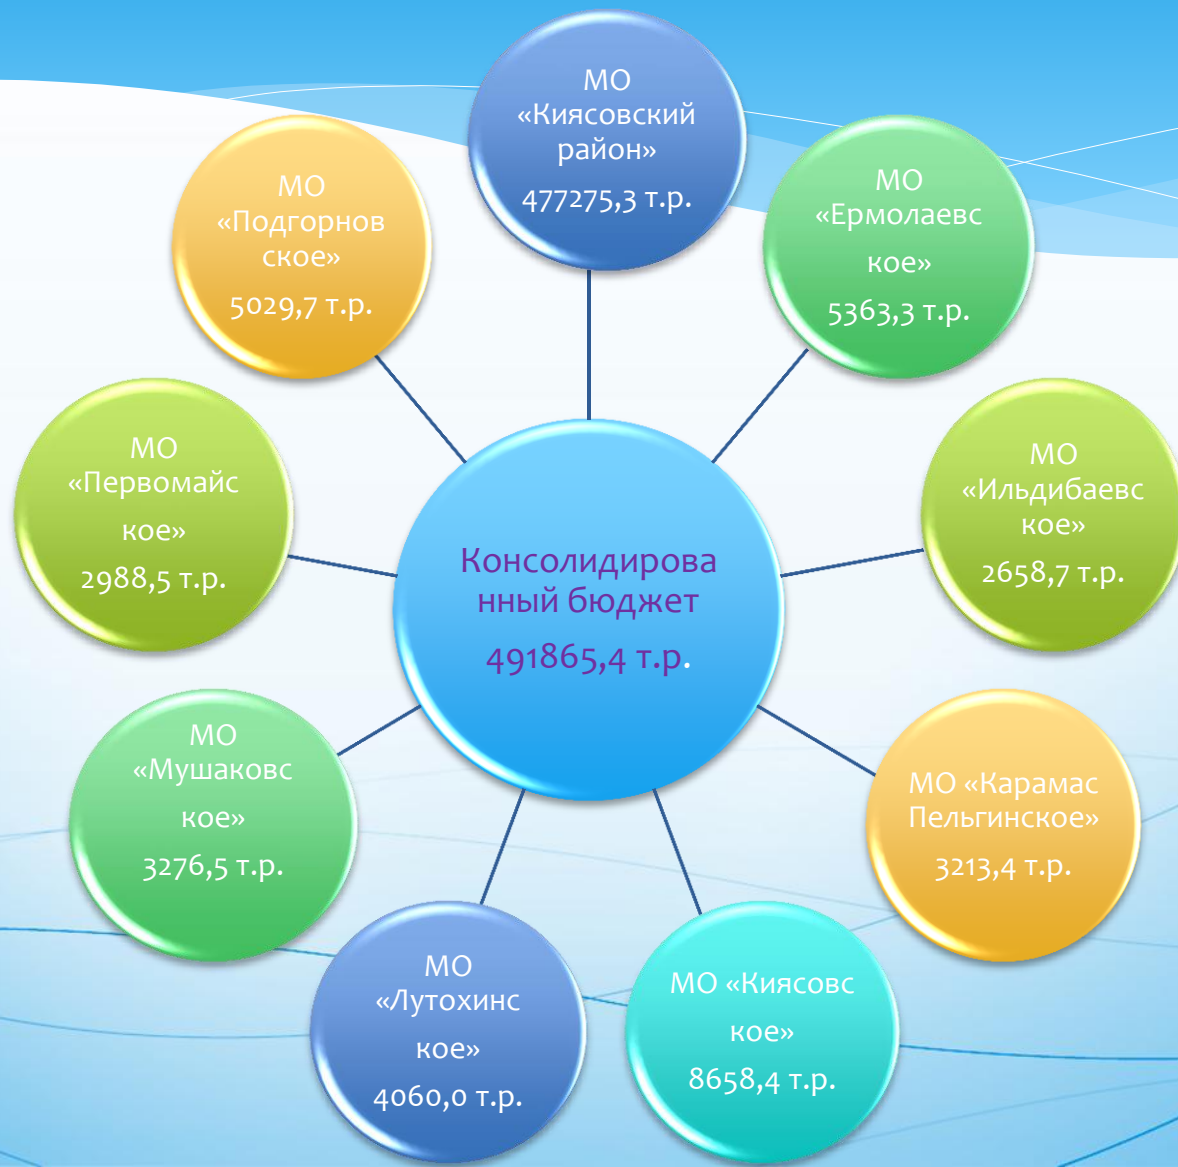 МО
«Киясовский
район»
477275,3 т.р.
МО
«Ермолаевс
кое»
5363,3 т.р.
МО
«Ильдибаевс
кое»
2658,7 т.р.
МО «Карамас
Пельгинское»
3213,4 т.р.
МО «Киясовс
кое»
8658,4 т.р.
МО
«Лутохинс
кое»
4060,0 т.р.
МО
«Мушаковс
кое»
3276,5 т.р.
МО
«Первомайс
кое»
2988,5 т.р.
МО
«Подгорнов
ское»
5029,7 т.р.
Консолидирова
нный бюджет
491865,4 т.р.